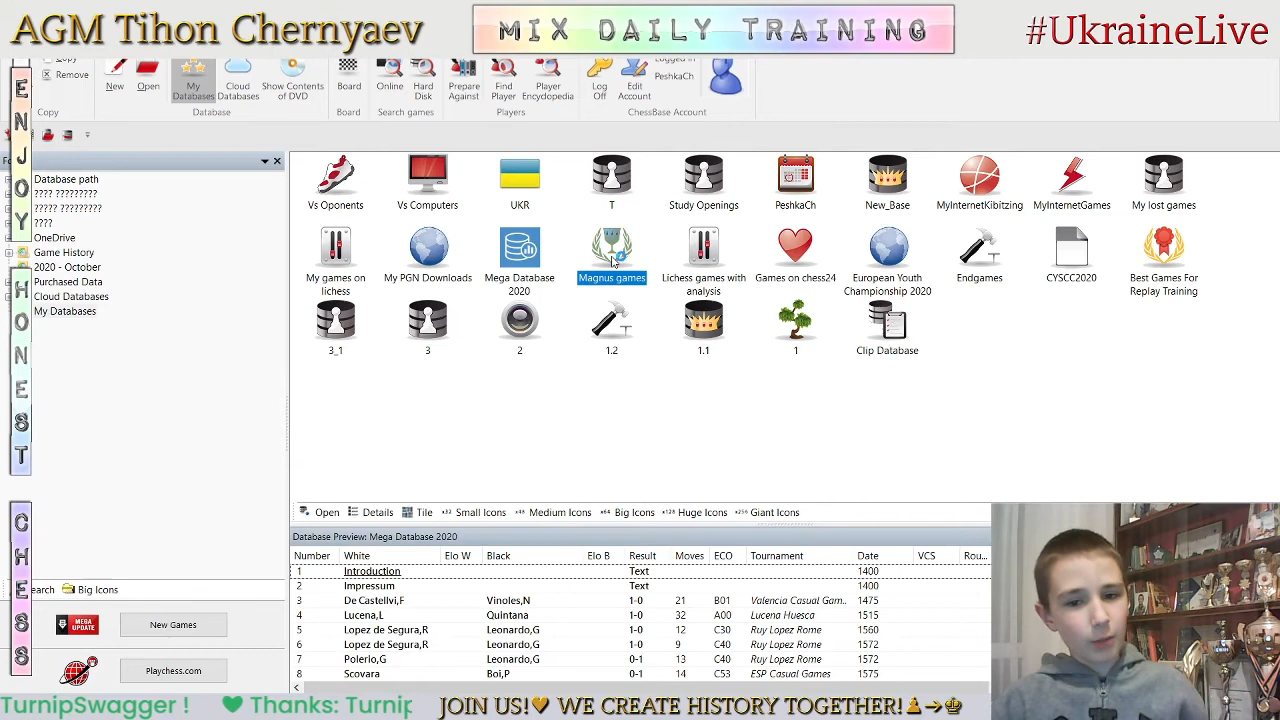 AGM Tihon Chernyaev
MIX DAILY TRAINING
#UkraineLive
ENJOY HONEST CHESS
Remove
Copy
New
Open
My Databases
Cloud Databases
Show Contents of DVD
Database
Board
Board
Online
Hard Disk
Search games
Prepare Against
Find Player
Player Encyclopedia
Players
Log Off
Edit Account
PeshkaCh
ChessBase Account
Database path
???? ?????????
????? ?????????
????
OneDrive
Game History
2020 - October
Purchased Data
Cloud Databases
My Databases
Vs Oponents
Vs Computers
UKR
T
Study Openings
PeshkaCh
New_Base
MyInternetKibitzing
MyInternetGames
My lost games
My games on lichess
My PGN Downloads
Mega Database 2020
Magnus games
Lichess games with analysis
Games on chess24
European Youth Championship 2020
Endgames
CYSCC2020
Best Games For Replay Training
3_1
3
2
1.2
1.1
1
Clip Database
Open Details Tile x32 Small Icons x48 Medium Icons x64 Big Icons x128 Huge Icons x256 Giant Icons
Database Preview: Mega Database 2020
Number White Elo W Black Elo B Result Moves ECO Tournament Date VCS Rou...
1 Introduction Text 1400
2 Impressum Text 1400
3 De Castellvi,F Vinoles,N 1-0 21 B01 Valencia Casual Gam.. 1475
4 Lucena,L Quintana 1-0 32 A00 Lucena Huesca 1515
5 Lopez de Segura,R Leonardo,G 1-0 12 C30 Ruy Lopez Rome 1560
6 Lopez de Segura,R Leonardo,G 1-0 9 C40 Ruy Lopez Rome 1572
7 Polerio,G Leonardo,G 0-1 13 C40 Ruy Lopez Rome 1572
8 Scovara Boi,P 0-1 14 C53 ESP Casual Games 1575
earch Big Icons
MEGA UPDATE
New Games
Playchess.com
TurnipSwagger ! 💚 Thanks: Turnip
JOIN US!♥ WE CREATE HISTORY TOGETHER!♙→♔